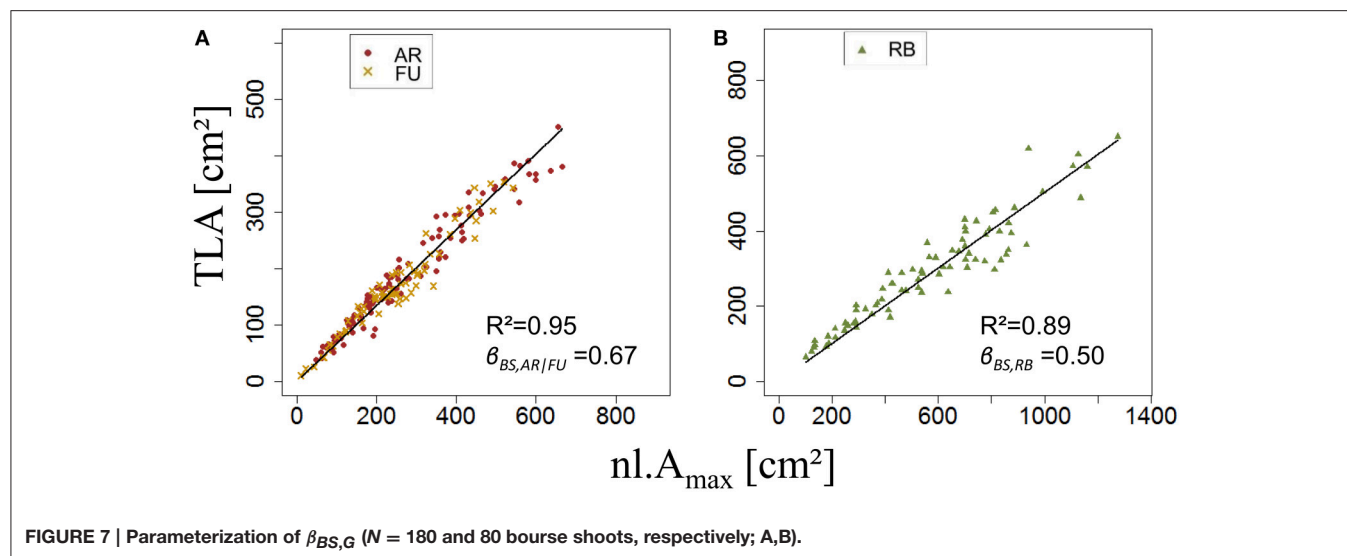 A
AR
FU
B
RB
TLA [cm²]
500
300
100
0
R²=0.95
β_BS,AR|FU =0.67
0 200 400 600 800
800
600
400
200
0
R²=0.89
β_BS,RB =0.50
0 200 600 1000 1400
nl.A_max [cm²]
FIGURE 7 | Parameterization of β_BS,G (N = 180 and 80 bourse shoots, respectively; A,B).